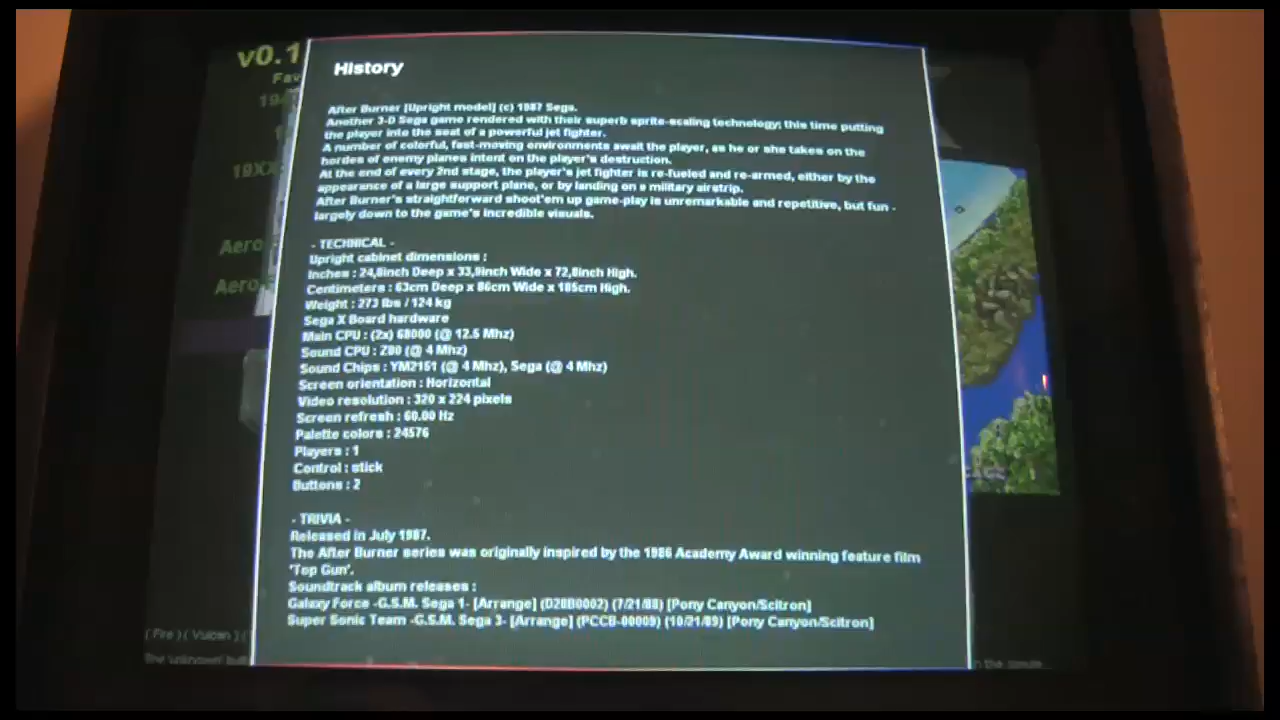 v0.1
Fav
194
1
19XX
Aero
Aero
History
After Burner [Upright model] (c) 1987 Sega.
Another 3-D Sega game rendered with their superb sprite-scaling technology; this time putting
the player into the seat of a powerful jet fighter.
A number of colorful, fast-moving environments await the player, as he or she takes on the
hordes of enemy planes intent on the player's destruction.
At the end of every 2nd stage, the player's jet fighter is re-fueled and re-armed, either by the
appearance of a large support plane, or by landing on a military airstrip.
After Burner's straightforward shoot'em up game-play is unremarkable and repetitive, but fun -
largely down to the game's incredible visuals.
- TECHNICAL -
Upright cabinet dimensions :
Inches : 24,8inch Deep x 33,9inch Wide x 72,8inch High.
Centimeters : 63cm Deep x 86cm Wide x 185cm High.
Weight : 273 lbs / 124 kg
Sega X Board hardware
Main CPU : (2x) 68000 (@ 12.5 Mhz)
Sound CPU : Z80 (@ 4 Mhz)
Sound Chips : YM2151 (@ 4 Mhz), Sega (@ 4 Mhz)
Screen orientation : Horizontal
Video resolution : 320 x 224 pixels
Screen refresh : 60.00 Hz
Palette colors : 24576
Players : 1
Control : stick
Buttons : 2
- TRIVIA -
Released in July 1987.
The After Burner series was originally inspired by the 1986 Academy Award winning feature film
'Top Gun'.
Soundtrack album releases :
Galaxy Force -G.S.M. Sega 1- [Arrange] (D28B0002) (7/21/88) [Pony Canyon/Scitron]
Super Sonic Team -G.S.M. Sega 3- [Arrange] (PCCB-00009) (10/21/89) [Pony Canyon/Scitron]
( Fire ) ( Vulcan ) (
The 'unknown' butt